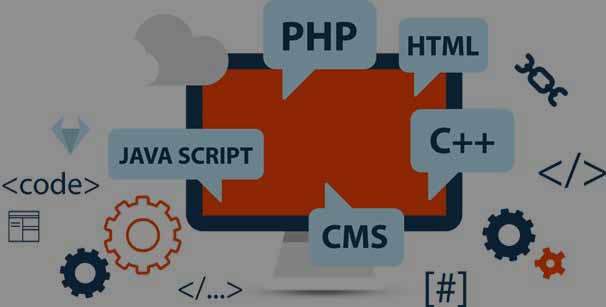 PHP
HTML
C++
JAVA SCRIPT
</>
<code>
CMS
</...>
[#]